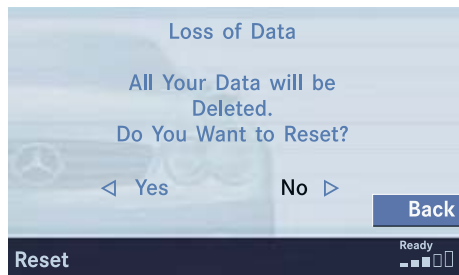 Loss of Data
All Your Data will be
Deleted.
Do You Want to Reset?
Yes No
Back
Reset
Ready